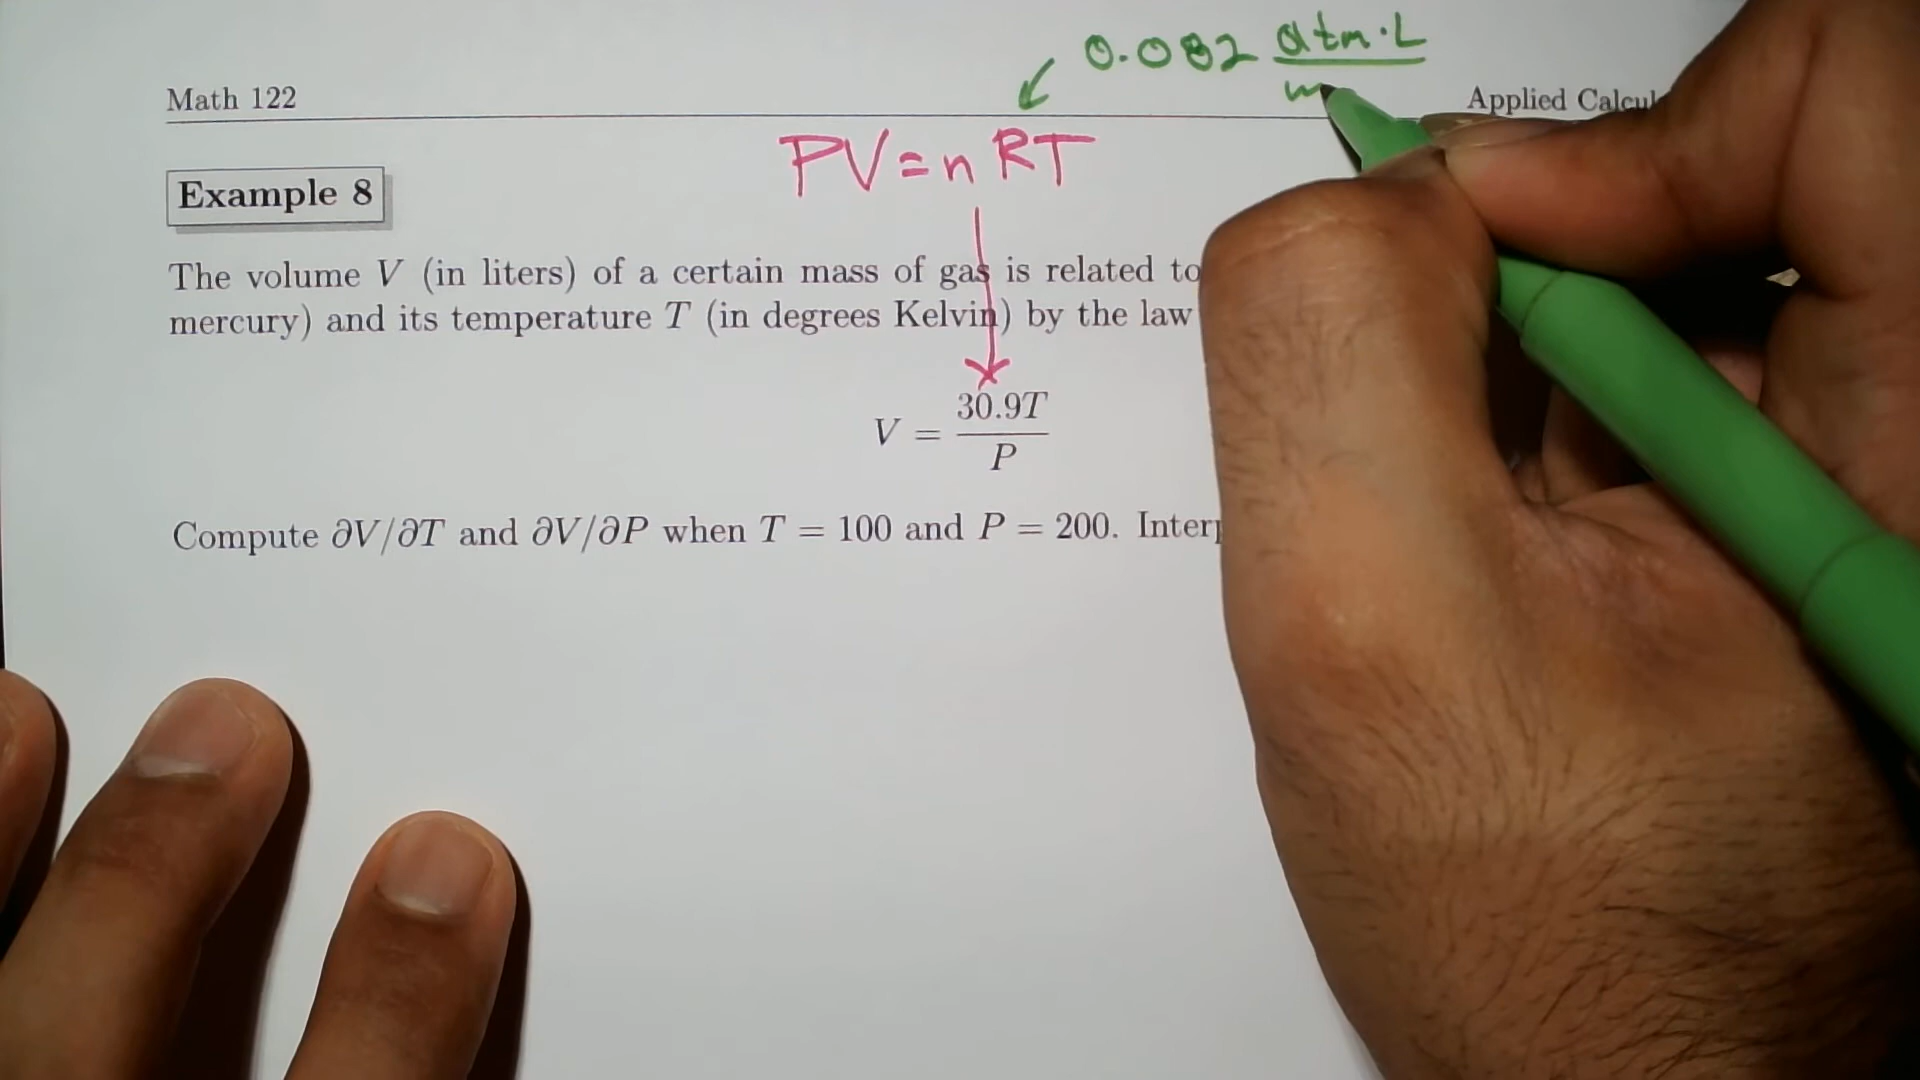 0.082 atm·L
m
Math 122
Applied Calcul
PV = nRT
Example 8
The volume V (in liters) of a certain mass of gas is related to
mercury) and its temperature T (in degrees Kelvin) by the law
V = 30.9T / P
Compute ∂V/∂T and ∂V/∂P when T = 100 and P = 200. Inter